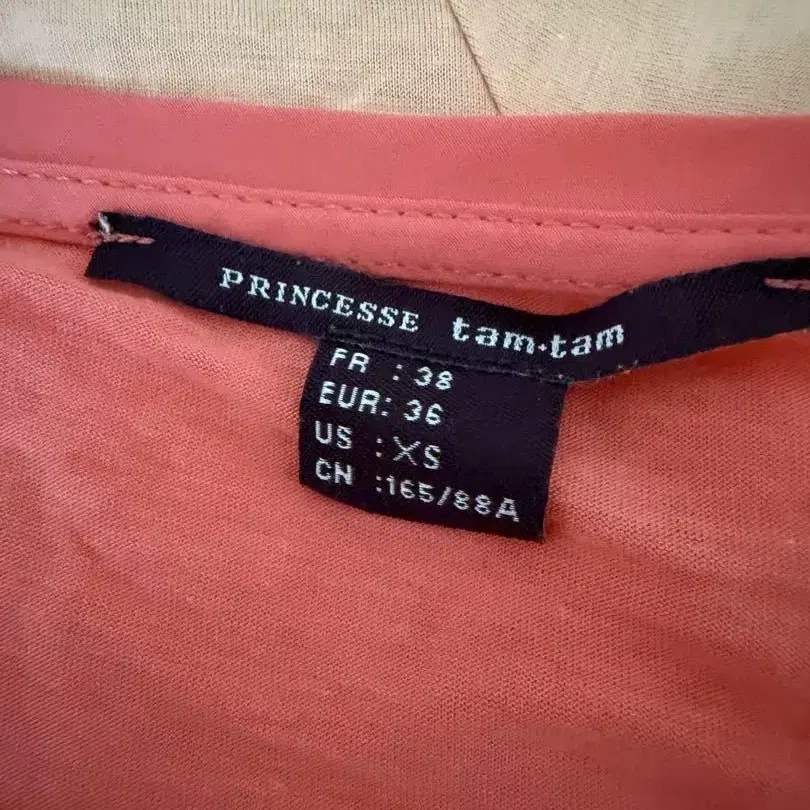 PRINCESSE tam·tam
FR : 38
EUR: 36
US : XS
CN :165/88A